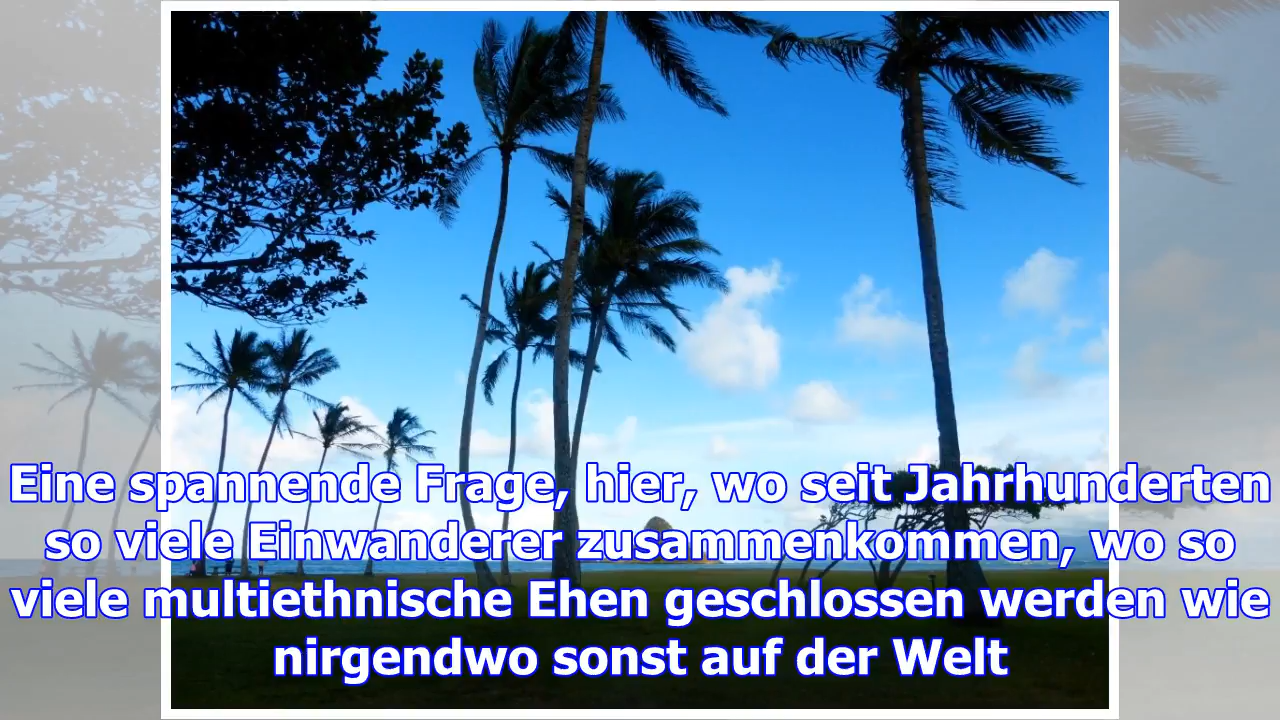 Eine spannende Frage, hier, wo seit Jahrhunderten
so viele Einwanderer zusammenkommen, wo so
viele multiethnische Ehen geschlossen werden wie
nirgendwo sonst auf der Welt